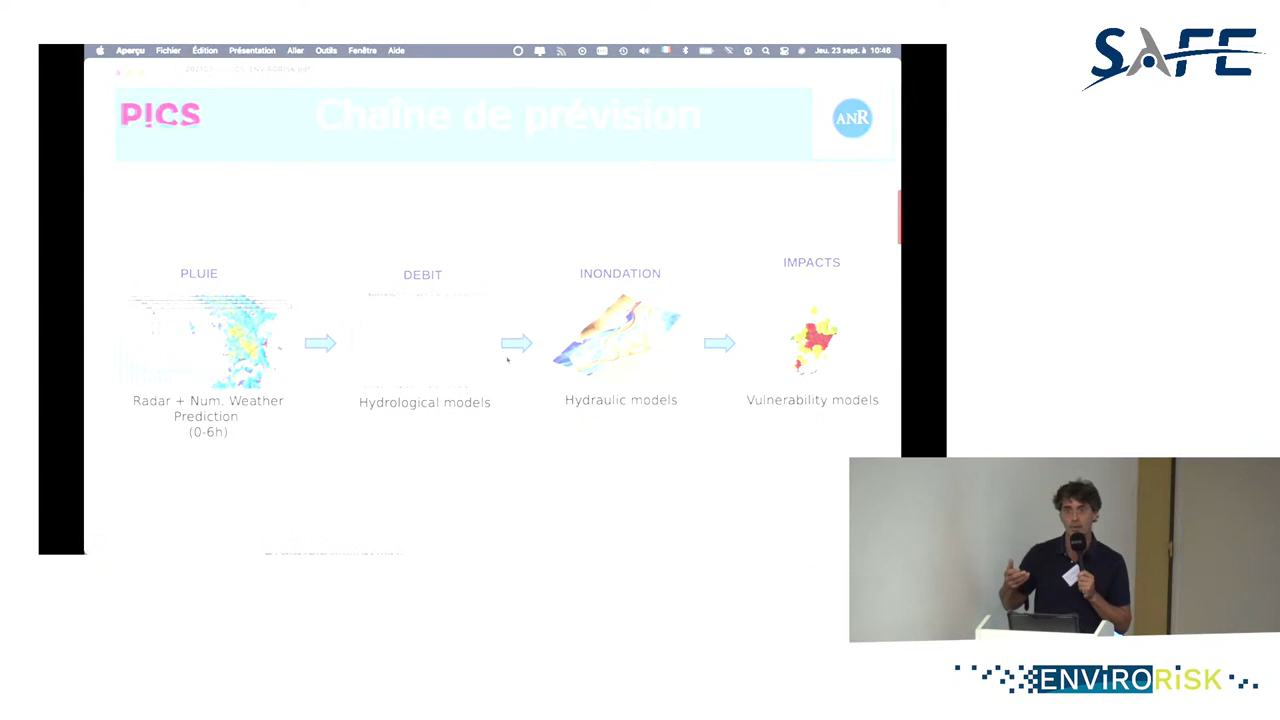 Aperçu Fichier Édition Présentation Aller Outils Fenêtre Aide Jeu. 23 sept. à 10:46
SAFE
PICS Chaîne de prévision ANR
PLUIE DEBIT INONDATION IMPACTS
Radar + Num. Weather
Prediction
(0-6h)
Hydrological models
Hydraulic models
Vulnerability models
ENViRORiSK